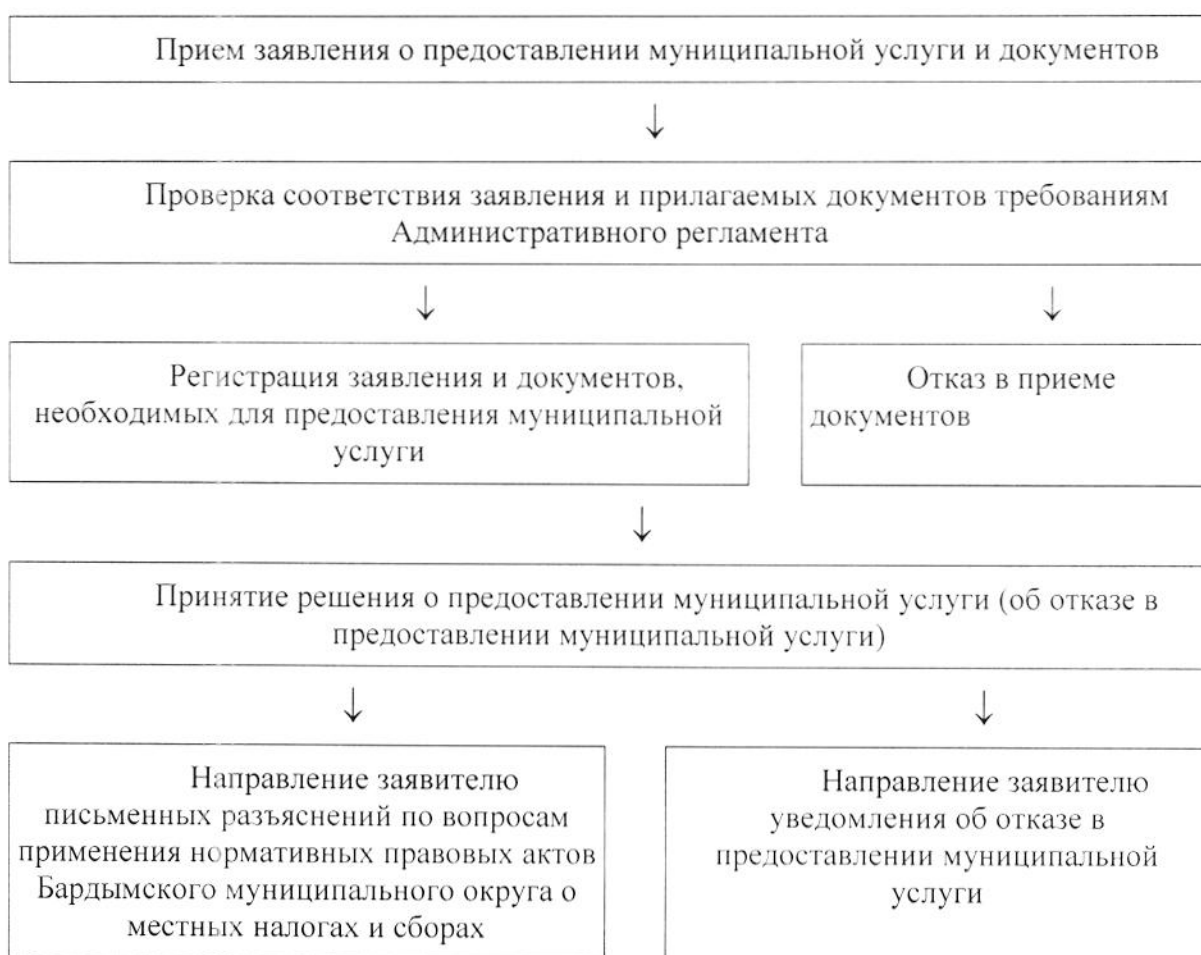 Прием заявления о предоставлении муниципальной услуги и документов
↓
Проверка соответствия заявления и прилагаемых документов требованиям
Административного регламента
↓ ↓
Регистрация заявления и документов,
необходимых для предоставления муниципальной
услуги
Отказ в приеме
документов
↓
Принятие решения о предоставлении муниципальной услуги (об отказе в
предоставлении муниципальной услуги)
↓ ↓
Направление заявителю
письменных разъяснений по вопросам
применения нормативных правовых актов
Бардымского муниципального округа о
местных налогах и сборах
Направление заявителю
уведомления об отказе в
предоставлении муниципальной
услуги